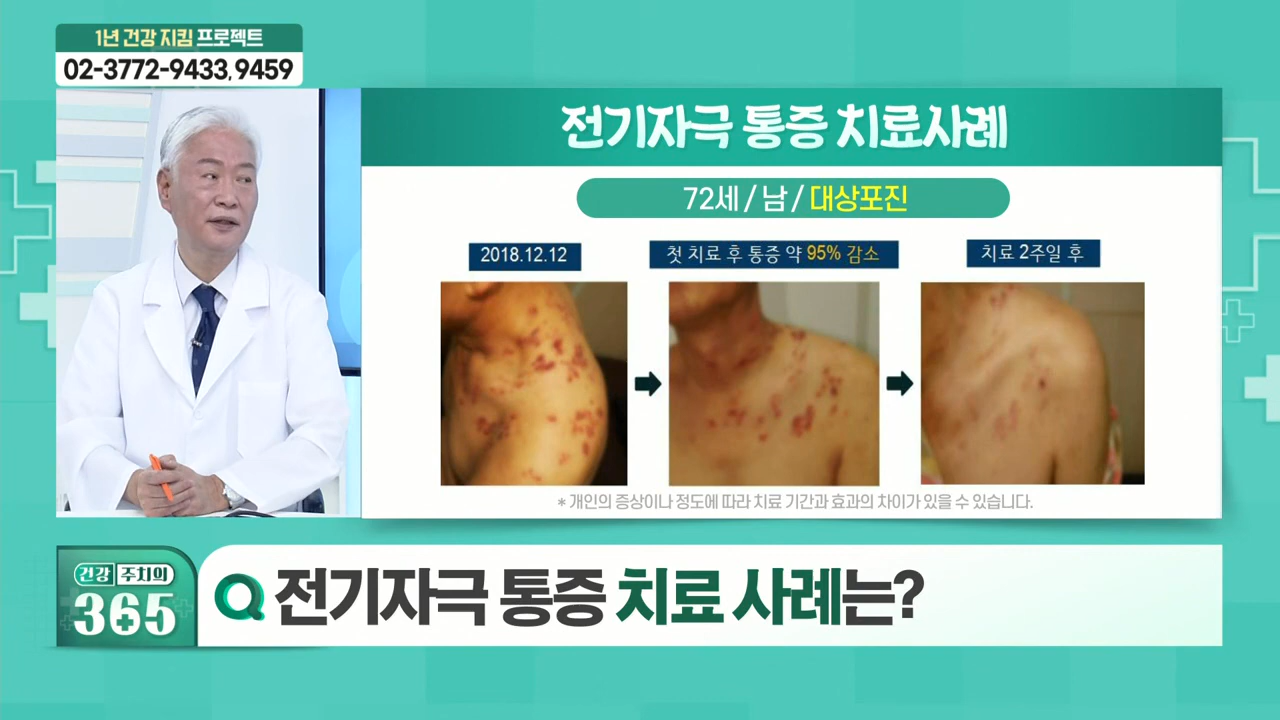 1년 건강 지킴 프로젝트
02-3772-9433, 9459
전기자극 통증 치료사례
72세 / 남 / 대상포진
2018.12.12
첫 치료 후 통증 약 95% 감소
치료 2주일 후
* 개인의 증상이나 정도에 따라 치료 기간과 효과의 차이가 있을 수 있습니다.
건강 주치의
365
Q 전기자극 통증 치료 사례는?